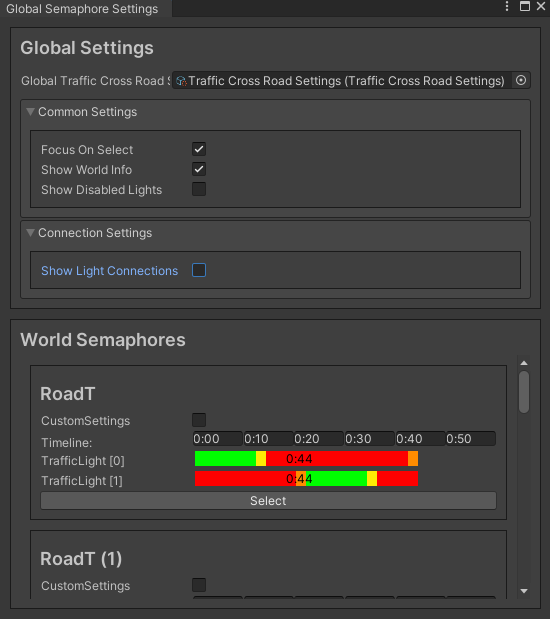 Global Semaphore Settings
Global Settings
Global Traffic Cross Road S Traffic Cross Road Settings (Traffic Cross Road Settings)
Common Settings
Focus On Select
Show World Info
Show Disabled Lights
Connection Settings
Show Light Connections
World Semaphores
RoadT
CustomSettings
Timeline: 0:00 0:10 0:20 0:30 0:40 0:50
TrafficLight [0] 0:44
TrafficLight [1] 0:44
Select
RoadT (1)
CustomSettings